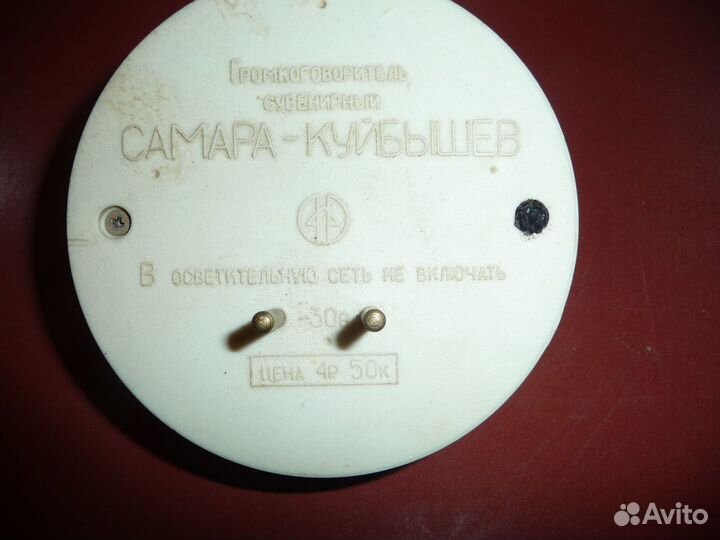 Громкоговоритель
сувенирный
САМАРА-КУЙБЫШЕВ
В осветительную сеть не включать
~30в
ЦЕНА 4р 50к
Avito